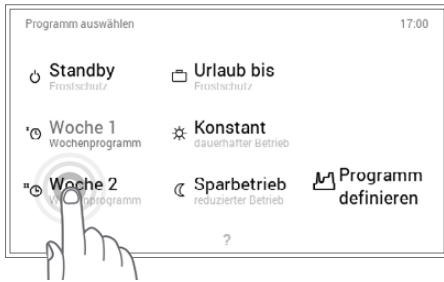 Programm auswählen 17:00
Standby
Frostschutz
Urlaub bis
Frostschutz
Woche 1
Wochenprogramm
Konstant
dauerhafter Betrieb
Woche 2
Wochenprogramm
Sparbetrieb
reduzierter Betrieb
Programm
definieren
?